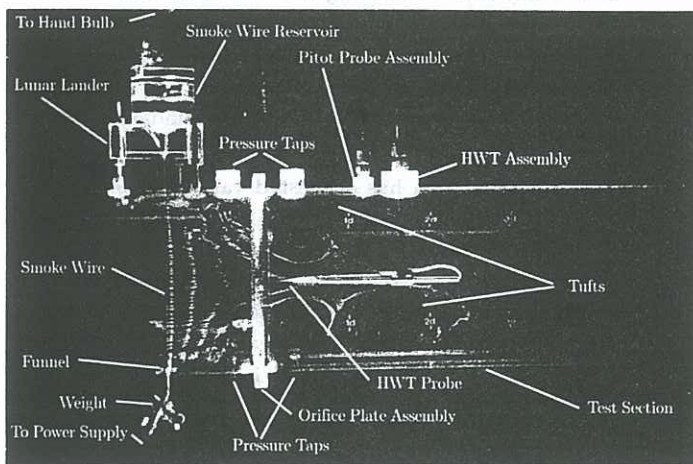 To Hand Bulb
Smoke Wire Reservoir
Pitot Probe Assembly
Lunar Lander
Pressure Taps
HWT Assembly
Smoke Wire
Tufts
Funnel
HWT Probe
Weight
Orifice Plate Assembly
Test Section
To Power Supply
Pressure Taps